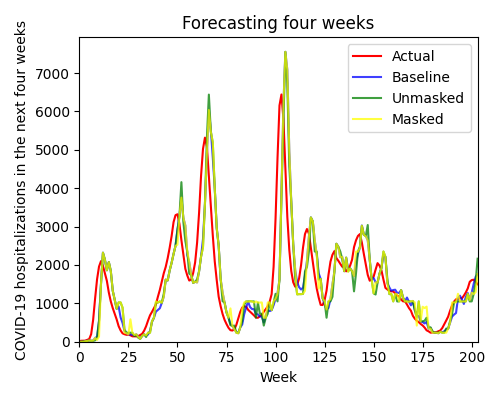 Forecasting four weeks
COVID-19 hospitalizations in the next four weeks
7000
6000
5000
4000
3000
2000
1000
0
Actual
Baseline
Unmasked
Masked
0 25 50 75 100 125 150 175 200
Week